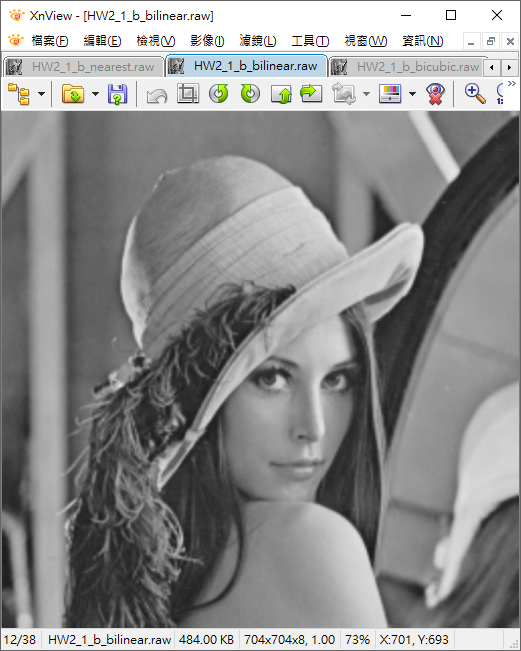 XnView - [HW2_1_b_bilinear.raw]
檔案(F) 編輯(E) 檢視(V) 影像(I) 濾鏡(L) 工具(T) 視窗(W) 資訊(N)
HW2_1_b_nearest.raw HW2_1_b_bilinear.raw HW2_1_b_bicubic.raw
12/38 HW2_1_b_bilinear.raw 484.00 KB 704x704x8, 1.00 73% X:701, Y:693